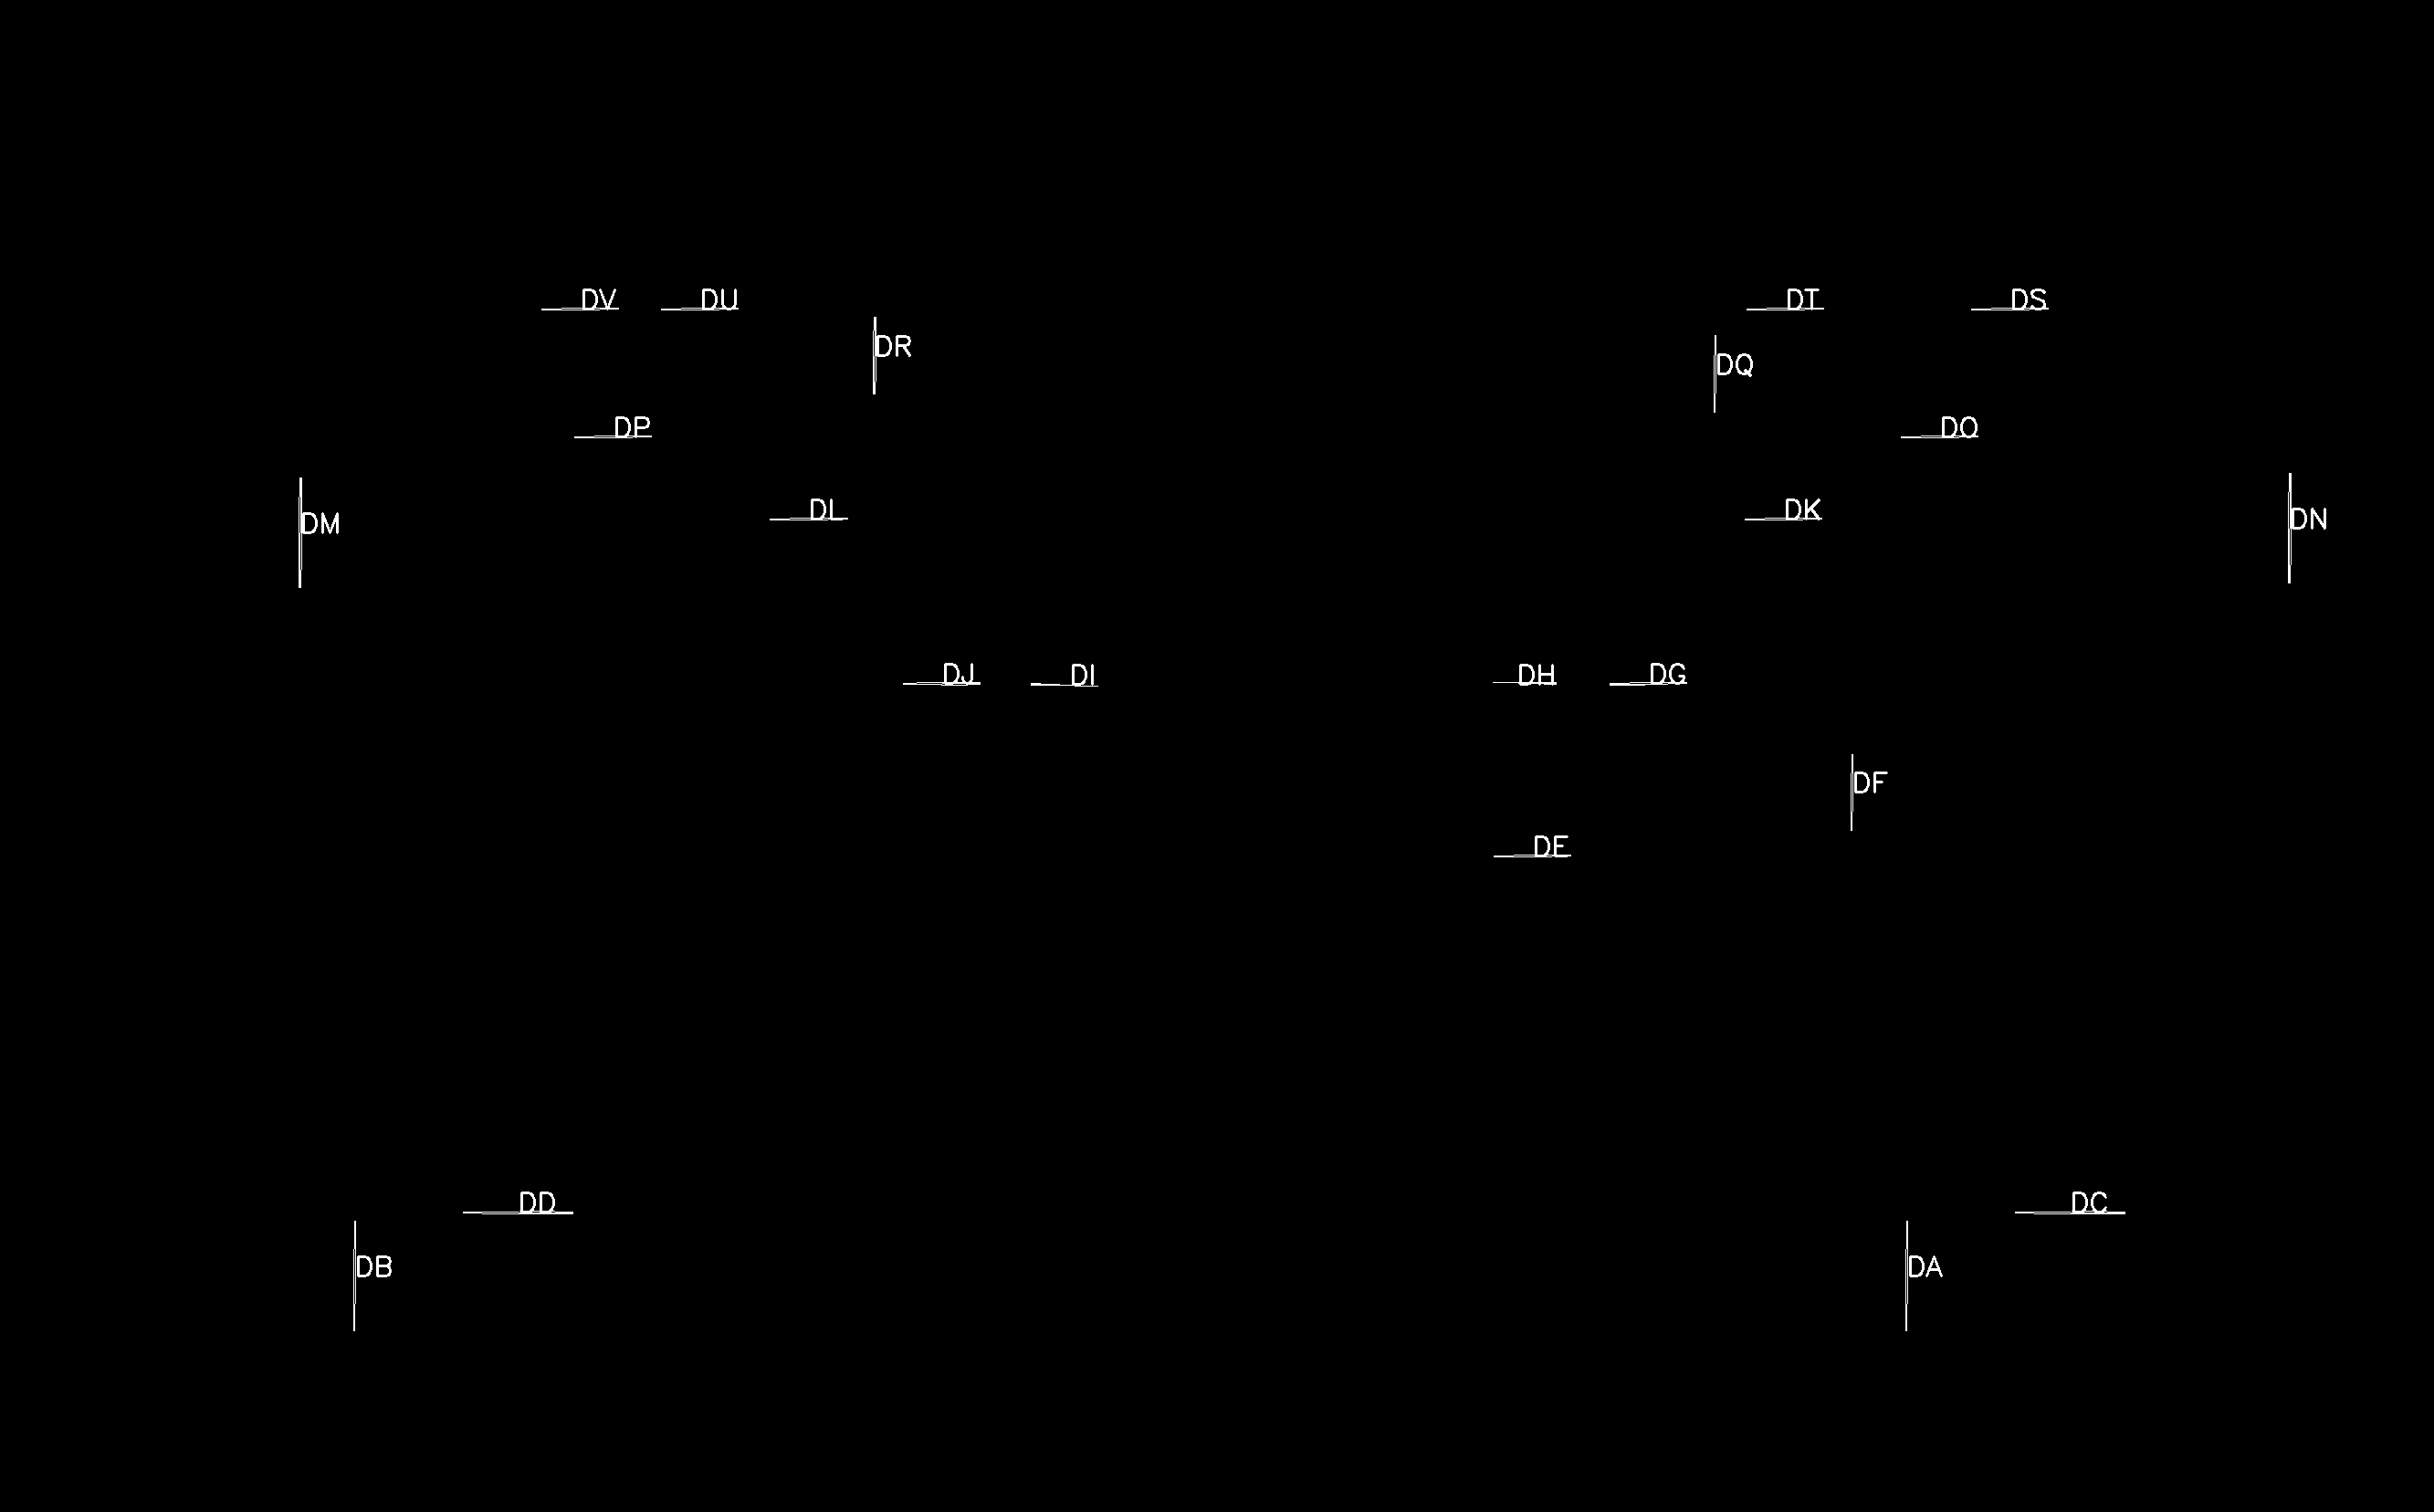 DV DU DT DS
DR DQ
DP DO
DL DK
DM DN
DJ DI DH DG
DF
DE
DD DC
DB DA